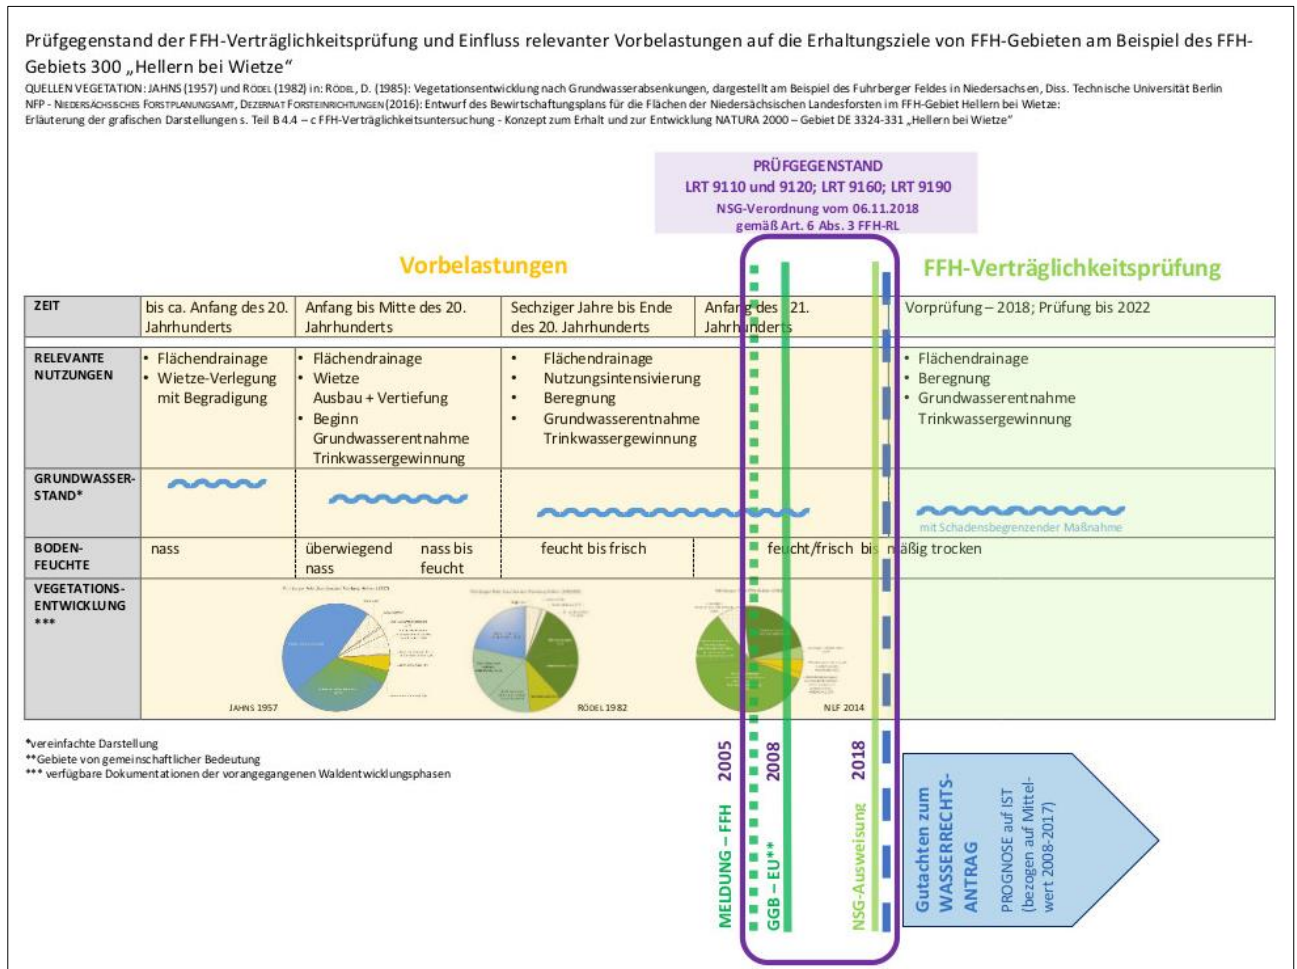 Prüfgegenstand der FFH-Verträglichkeitsprüfung und Einfluss relevanter Vorbelastungen auf die Erhaltungsziele von FFH-Gebieten am Beispiel des FFH-
Gebiets 300 „Hellern bei Wietze“
QUELLEN VEGETATION: JAHNS (1957) und RÖDEL (1982) in: RÖDEL, D. (1985): Vegetationsentwicklung nach Grundwasserabsenkungen, dargestellt am Beispiel des Fuhrberger Feldes in Niedersachsen, Diss. Technische Universität Berlin
NFP - NIEDERSÄCHSISCHES FORSTPLANUNGSAMT, DEZERNAT FORSTEINRICHTUNGEN (2016): Entwurf des Bewirtschaftungsplans für die Flächen der Niedersächsischen Landesforsten im FFH-Gebiet Hellern bei Wietze:
Erläuterung der grafischen Darstellungen s. Teil B 4.4 – c FFH-Verträglichkeitsuntersuchung - Konzept zum Erhalt und zur Entwicklung NATURA 2000 – Gebiet DE 3324-331 „Hellern bei Wietze“
PRÜFGEGENSTAND
LRT 9110 und 9120; LRT 9160; LRT 9190
NSG-Verordnung vom 06.11.2018
gemäß Art. 6 Abs. 3 FFH-RL
Vorbelastungen
FFH-Verträglichkeitsprüfung
ZEIT
bis ca. Anfang des 20.
Jahrhunderts
Anfang bis Mitte des 20.
Jahrhunderts
Sechziger Jahre bis Ende
des 20. Jahrhunderts
Anfang des 21.
Jahrhunderts
Vorprüfung – 2018; Prüfung bis 2022
RELEVANTE
NUTZUNGEN
• Flächendrainage
• Wietze-Verlegung
mit Begradigung
• Flächendrainage
• Wietze
Ausbau + Vertiefung
• Beginn
Grundwasserentnahme
Trinkwassergewinnung
• Flächendrainage
• Nutzungsintensivierung
• Beregnung
• Grundwasserentnahme
Trinkwassergewinnung
• Flächendrainage
• Beregnung
• Grundwasserentnahme
Trinkwassergewinnung
GRUNDWASSER-
STAND*
mit Schadensbegrenzender Maßnahme
BODEN-
FEUCHTE
nass
überwiegend
nass
nass bis
feucht
feucht bis frisch
feucht/frisch bis mäßig trocken
VEGETATIONS-
ENTWICKLUNG
***
JAHNS 1957
RÖDEL 1982
NLF 2014
*vereinfachte Darstellung
**Gebiete von gemeinschaftlicher Bedeutung
*** verfügbare Dokumentationen der vorangegangenen Waldentwicklungsphasen
MELDUNG – FFH 2005
GGB – EU** 2008
NSG-Ausweisung 2018
Gutachten zum
WASSERRECHTS-
ANTRAG
PROGNOSE auf IST
(bezogen auf Mittel-
wert 2008-2017)